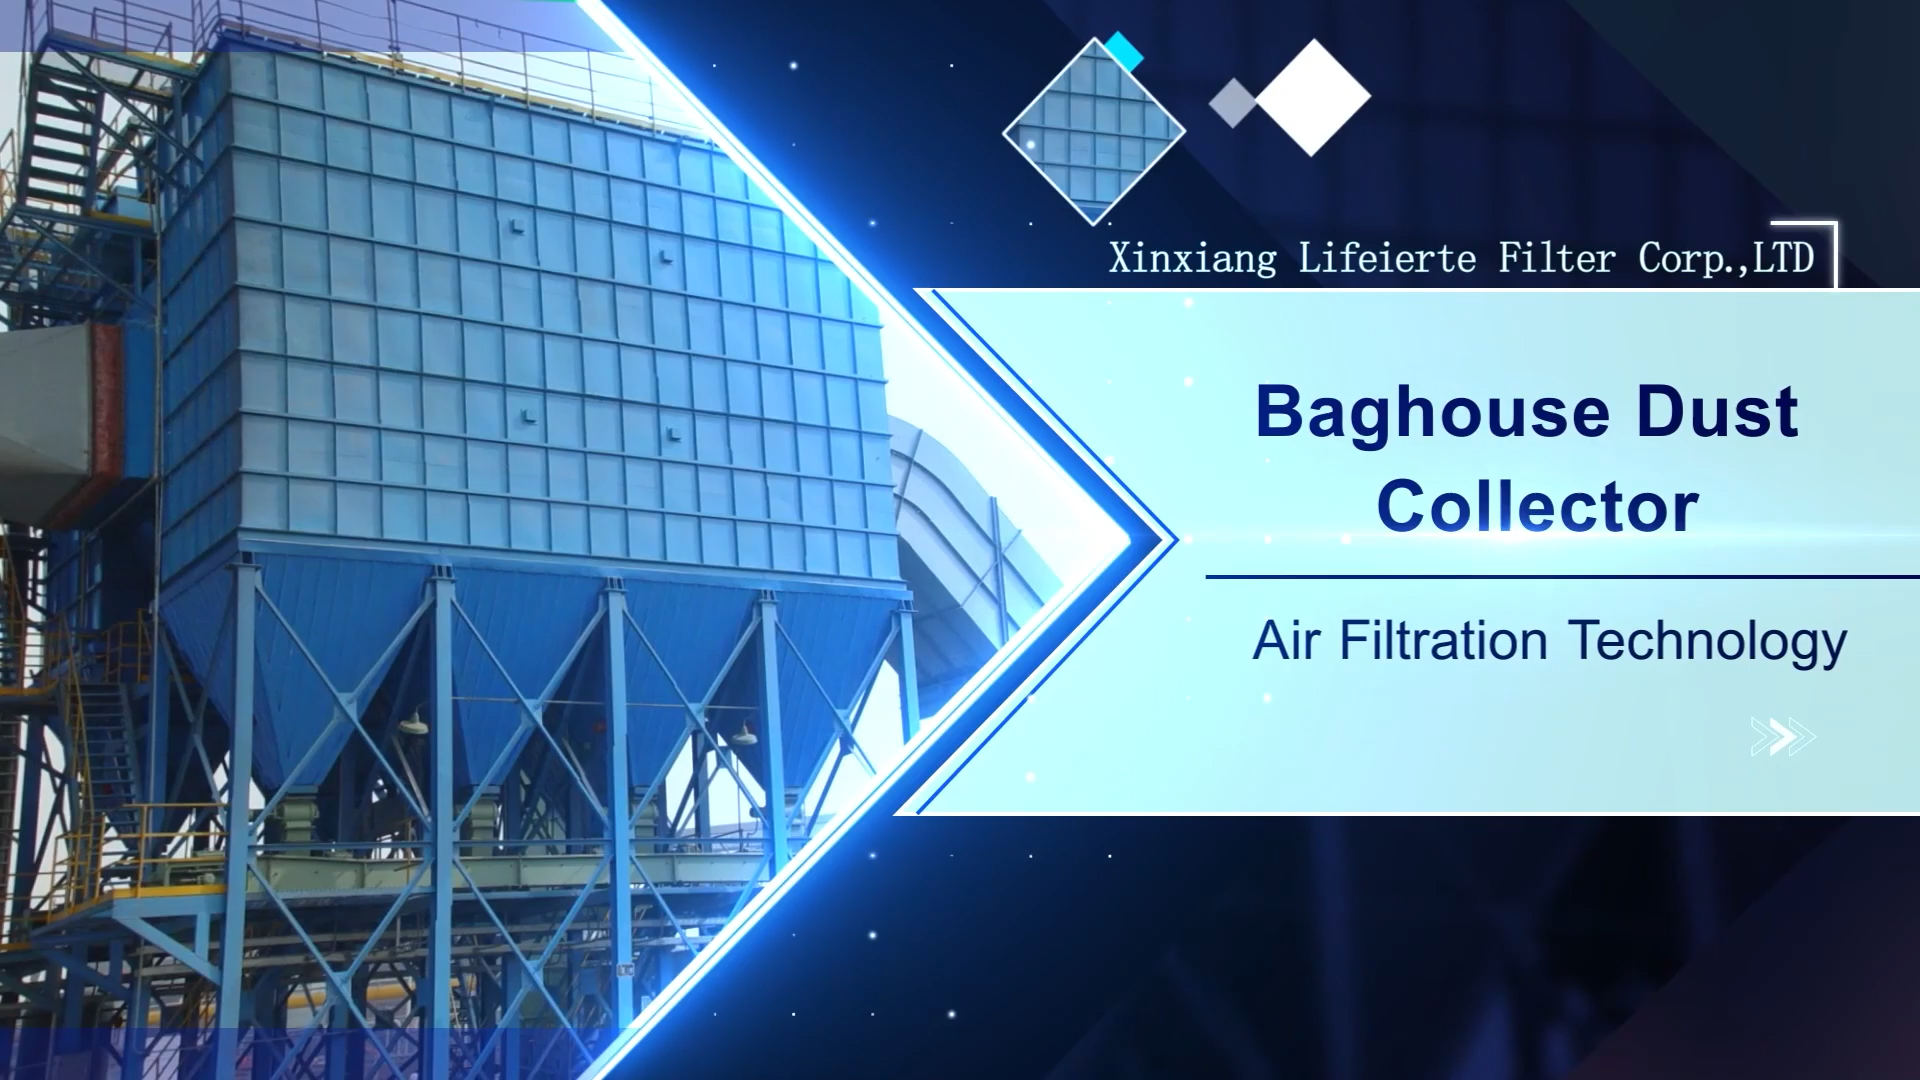 Xinxiang Lifeierte Filter Corp.,LTD
Baghouse Dust
Collector
Air Filtration Technology